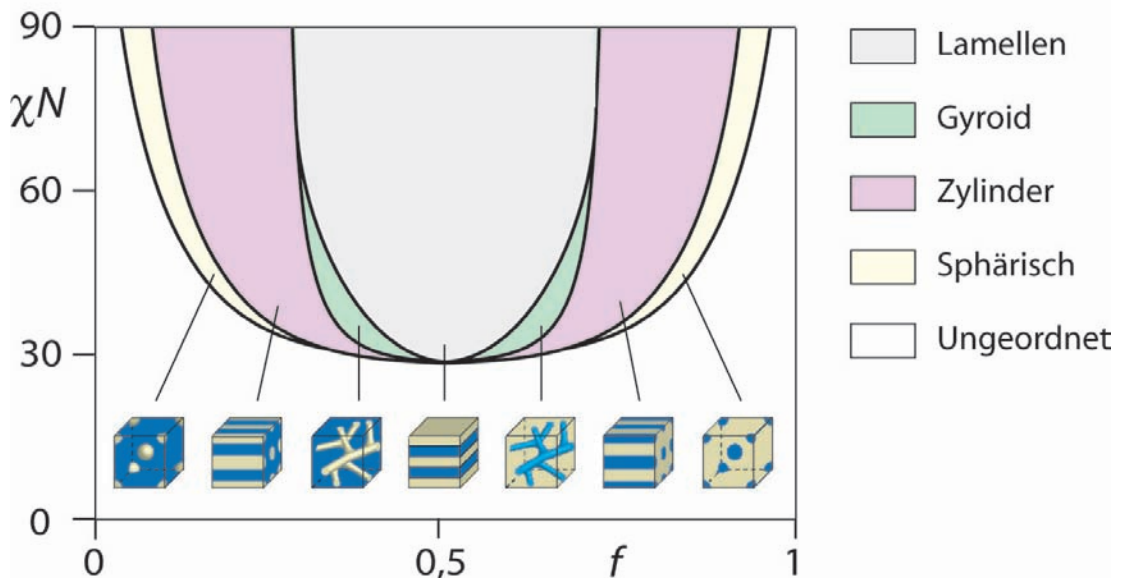 90
χN
60
30
0
0
0,5
f
1
Lamellen
Gyroid
Zylinder
Sphärisch
Ungeordnet